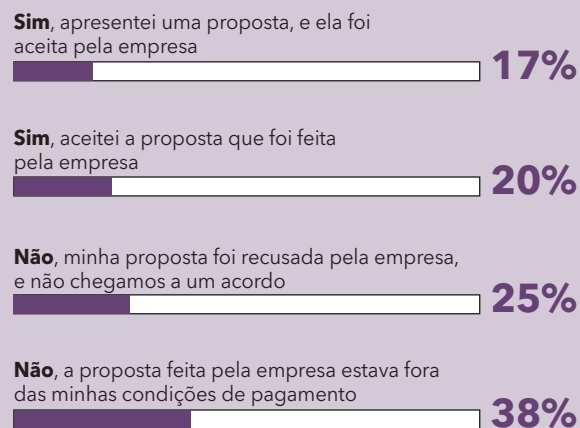 Sim, apresentei uma proposta, e ela foi
aceita pela empresa
17%
Sim, aceitei a proposta que foi feita
pela empresa
20%
Não, minha proposta foi recusada pela empresa,
e não chegamos a um acordo
25%
Não, a proposta feita pela empresa estava fora
das minhas condições de pagamento
38%